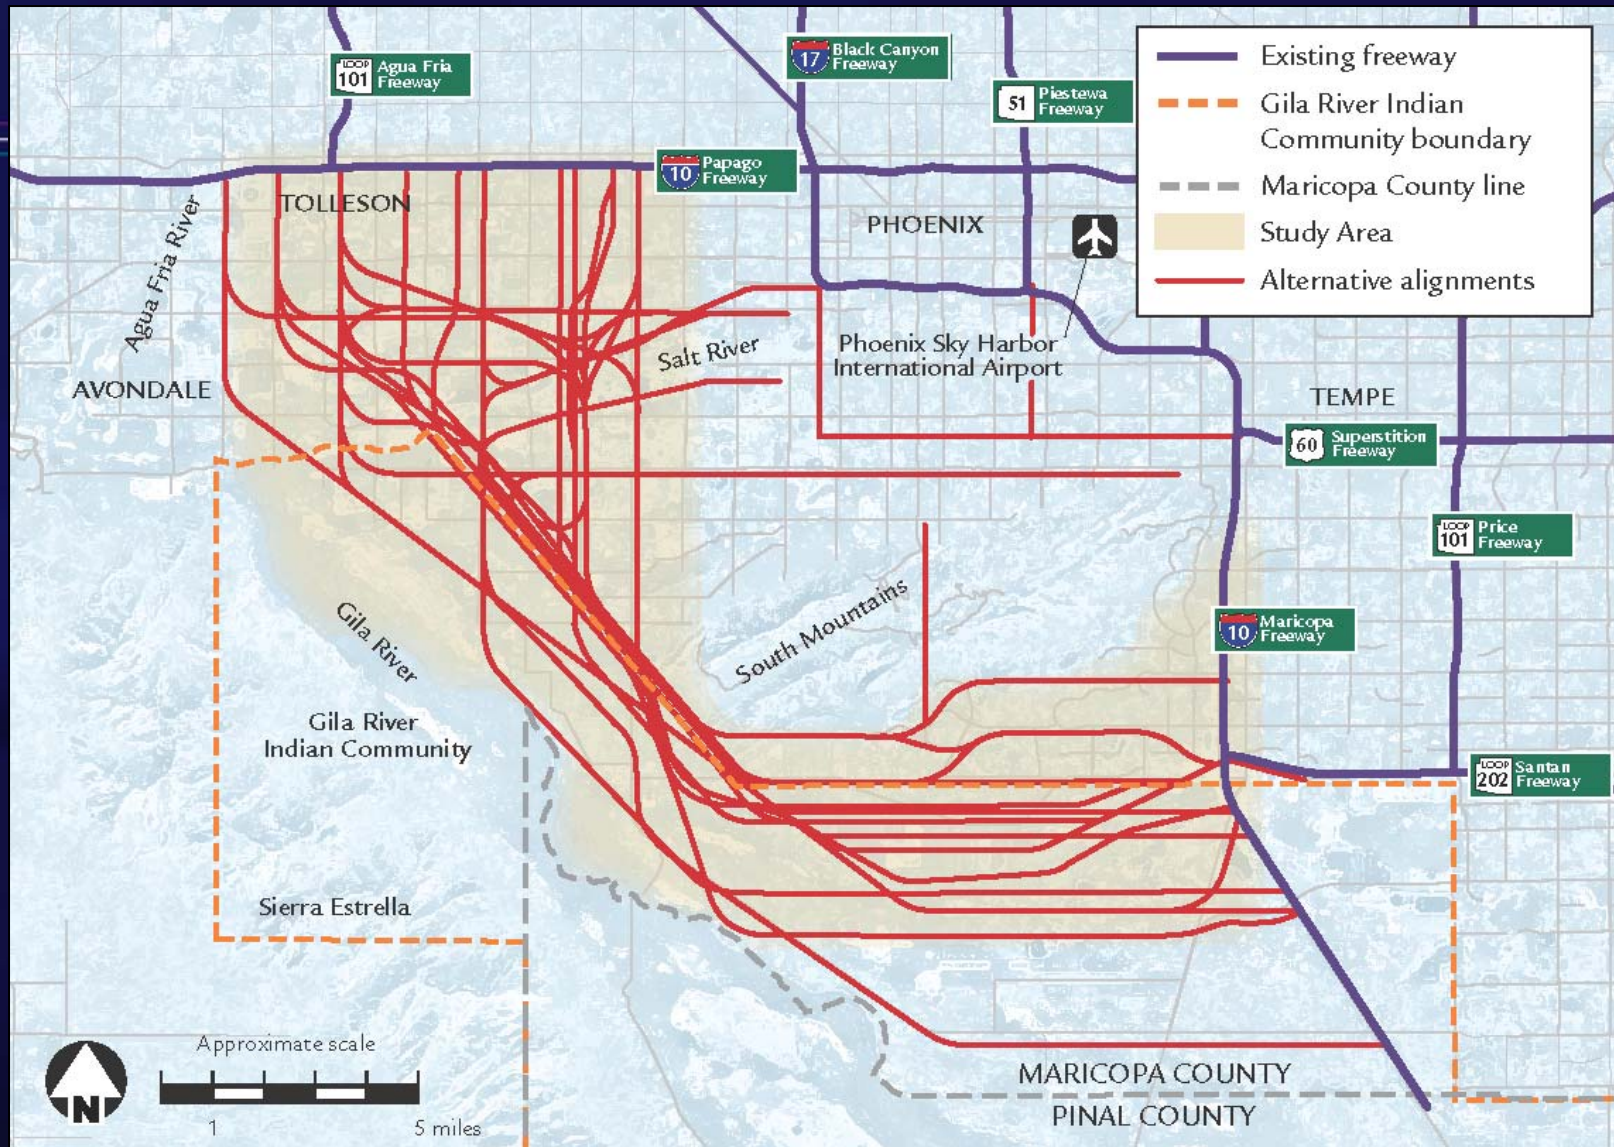 LOOP
101
Agua Fria
Freeway
17
Black Canyon
Freeway
51
Piestewa
Freeway
Existing freeway
Gila River Indian
Community boundary
Maricopa County line
Study Area
Alternative alignments
10
Papago
Freeway
TOLLESON
PHOENIX
Agua Fria River
Salt River
Phoenix Sky Harbor
International Airport
AVONDALE
TEMPE
60
Superstition
Freeway
LOOP
101
Price
Freeway
South Mountains
Gila River
10
Maricopa
Freeway
Gila River
Indian Community
LOOP
202
Santan
Freeway
Sierra Estrella
Approximate scale
N
1
5 miles
MARICOPA COUNTY
PINAL COUNTY